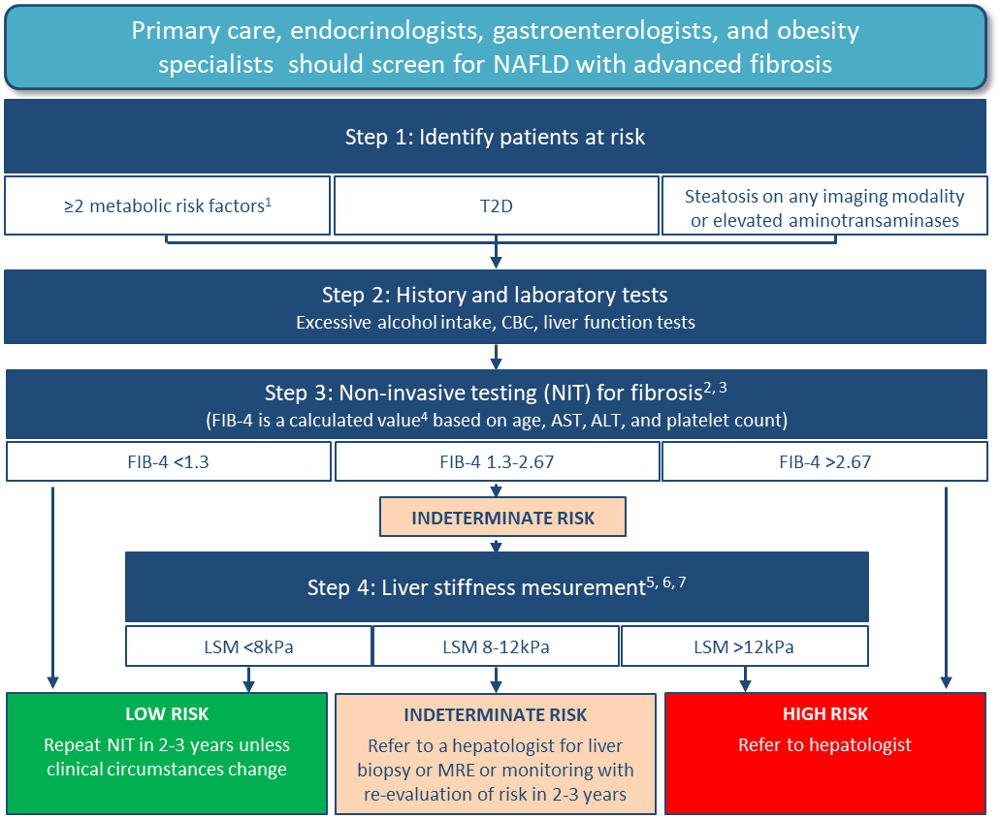 Primary care, endocrinologists, gastroenterologists, and obesity
specialists should screen for NAFLD with advanced fibrosis
Step 1: Identify patients at risk
≥2 metabolic risk factors1
T2D
Steatosis on any imaging modality
or elevated aminotransaminases
Step 2: History and laboratory tests
Excessive alcohol intake, CBC, liver function tests
Step 3: Non-invasive testing (NIT) for fibrosis2, 3
(FIB-4 is a calculated value4 based on age, AST, ALT, and platelet count)
FIB-4 <1.3
FIB-4 1.3-2.67
FIB-4 >2.67
INDETERMINATE RISK
Step 4: Liver stiffness mesurement5, 6, 7
LSM <8kPa
LSM 8-12kPa
LSM >12kPa
LOW RISK
Repeat NIT in 2-3 years unless
clinical circumstances change
INDETERMINATE RISK
Refer to a hepatologist for liver
biopsy or MRE or monitoring with
re-evaluation of risk in 2-3 years
HIGH RISK
Refer to hepatologist